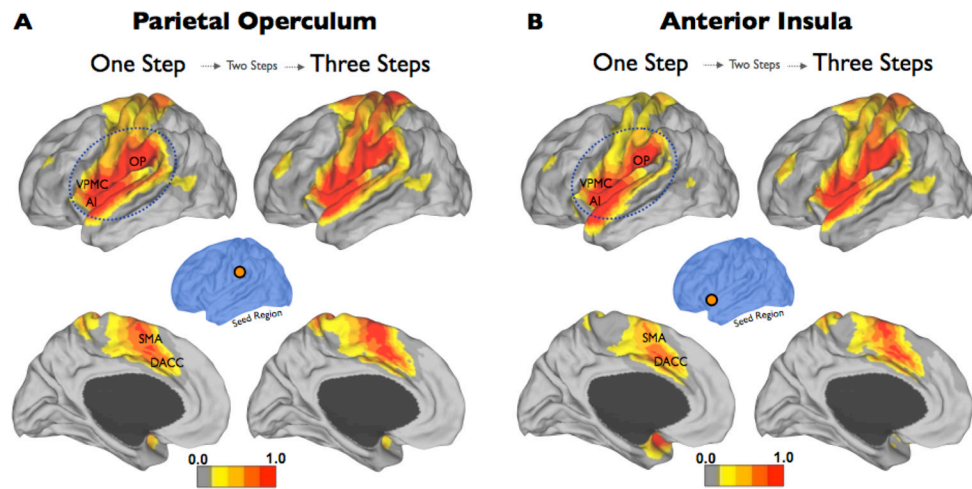 A Parietal Operculum
One Step Two Steps Three Steps
OP
VPMC
AI
Seed Region
SMA
DACC
0.0 1.0
B Anterior Insula
One Step Two Steps Three Steps
OP
VPMC
AI
Seed Region
SMA
DACC
0.0 1.0